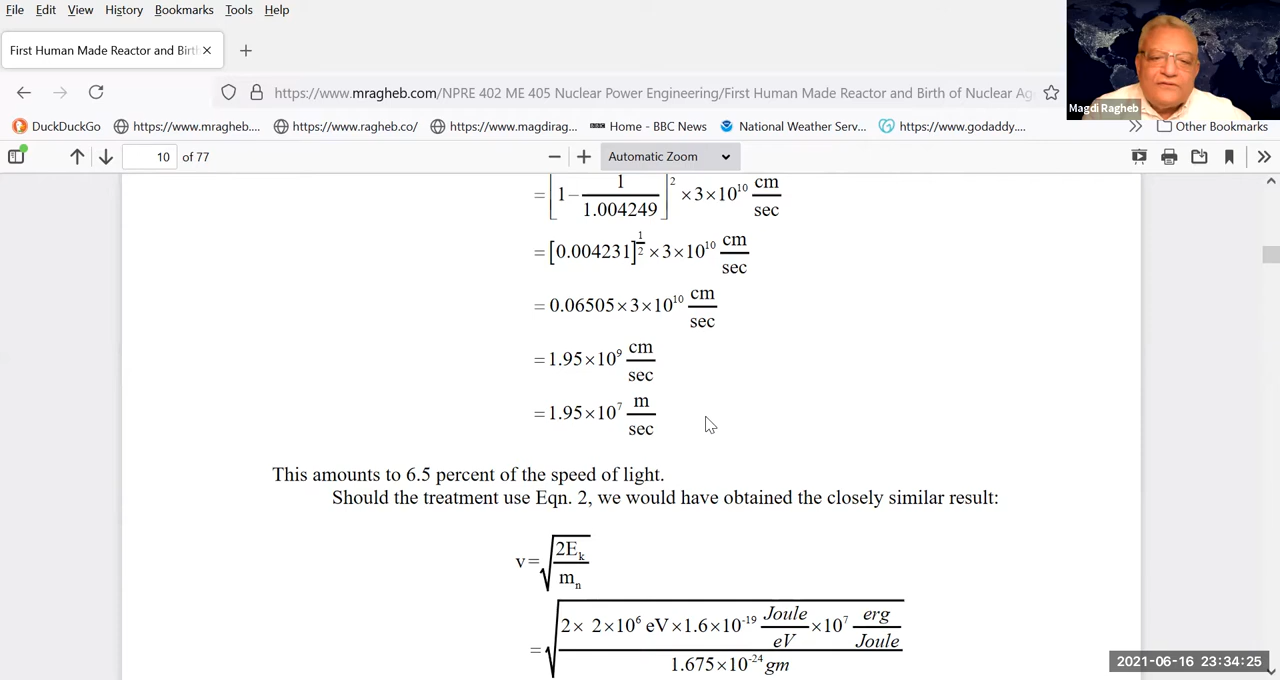 File Edit View History Bookmarks Tools Help
First Human Made Reactor and Birt
https://www.mragheb.com/NPRE 402 ME 405 Nuclear Power Engineering/First Human Made Reactor and Birth of Nuclear Ag
Magdi Ragheb
DuckDuckGo https://www.mragheb.... https://www.ragheb.co/ https://www.magdirag... BBC Home - BBC News National Weather Serv... https://www.godaddy.... Other Bookmarks
10 of 77 Automatic Zoom
= [1 - 1/1.004249]^2 × 3×10^10 cm/sec
= [0.004231]^1/2 × 3×10^10 cm/sec
= 0.06505×3×10^10 cm/sec
= 1.95×10^9 cm/sec
= 1.95×10^7 m/sec
This amounts to 6.5 percent of the speed of light.
Should the treatment use Eqn. 2, we would have obtained the closely similar result:
v = √(2E_k/m_n)
= √(2× 2×10^6 eV×1.6×10^-19 Joule/eV ×10^7 erg/Joule / 1.675×10^-24 gm)
2021-06-16 23:34:25